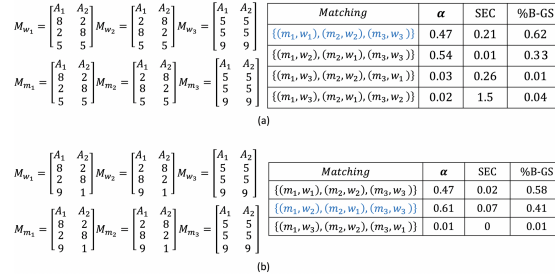 M_{w_1} = [A_1 A_2; 8 2; 2 8; 5 5] M_{w_2} = [A_1 A_2; 2 8; 8 2; 5 5] M_{w_3} = [A_1 A_2; 5 5; 5 5; 9 9]
M_{m_1} = [A_1 A_2; 8 2; 2 8; 5 5] M_{m_2} = [A_1 A_2; 2 8; 8 2; 5 5] M_{m_3} = [A_1 A_2; 5 5; 5 5; 9 9]
Matching α SEC %B-GS
{(m_1, w_1), (m_2, w_2), (m_3, w_3)} 0.47 0.21 0.62
{(m_1, w_2), (m_2, w_1), (m_3, w_3)} 0.54 0.01 0.33
{(m_1, w_3), (m_2, w_2), (m_3, w_1)} 0.03 0.26 0.01
{(m_1, w_3), (m_2, w_1), (m_3, w_2)} 0.02 1.5 0.04
(a)
M_{w_1} = [A_1 A_2; 8 2; 2 8; 9 1] M_{w_2} = [A_1 A_2; 2 8; 8 2; 9 1] M_{w_3} = [A_1 A_2; 5 5; 5 5; 9 9]
M_{m_1} = [A_1 A_2; 8 2; 2 8; 9 1] M_{m_2} = [A_1 A_2; 2 8; 8 2; 9 1] M_{m_3} = [A_1 A_2; 5 5; 5 5; 9 9]
Matching α SEC %B-GS
{(m_1, w_1), (m_2, w_2), (m_3, w_3)} 0.47 0.02 0.58
{(m_1, w_2), (m_2, w_1), (m_3, w_3)} 0.61 0.07 0.41
{(m_1, w_3), (m_2, w_2), (m_3, w_1)} 0.01 0 0.01
(b)